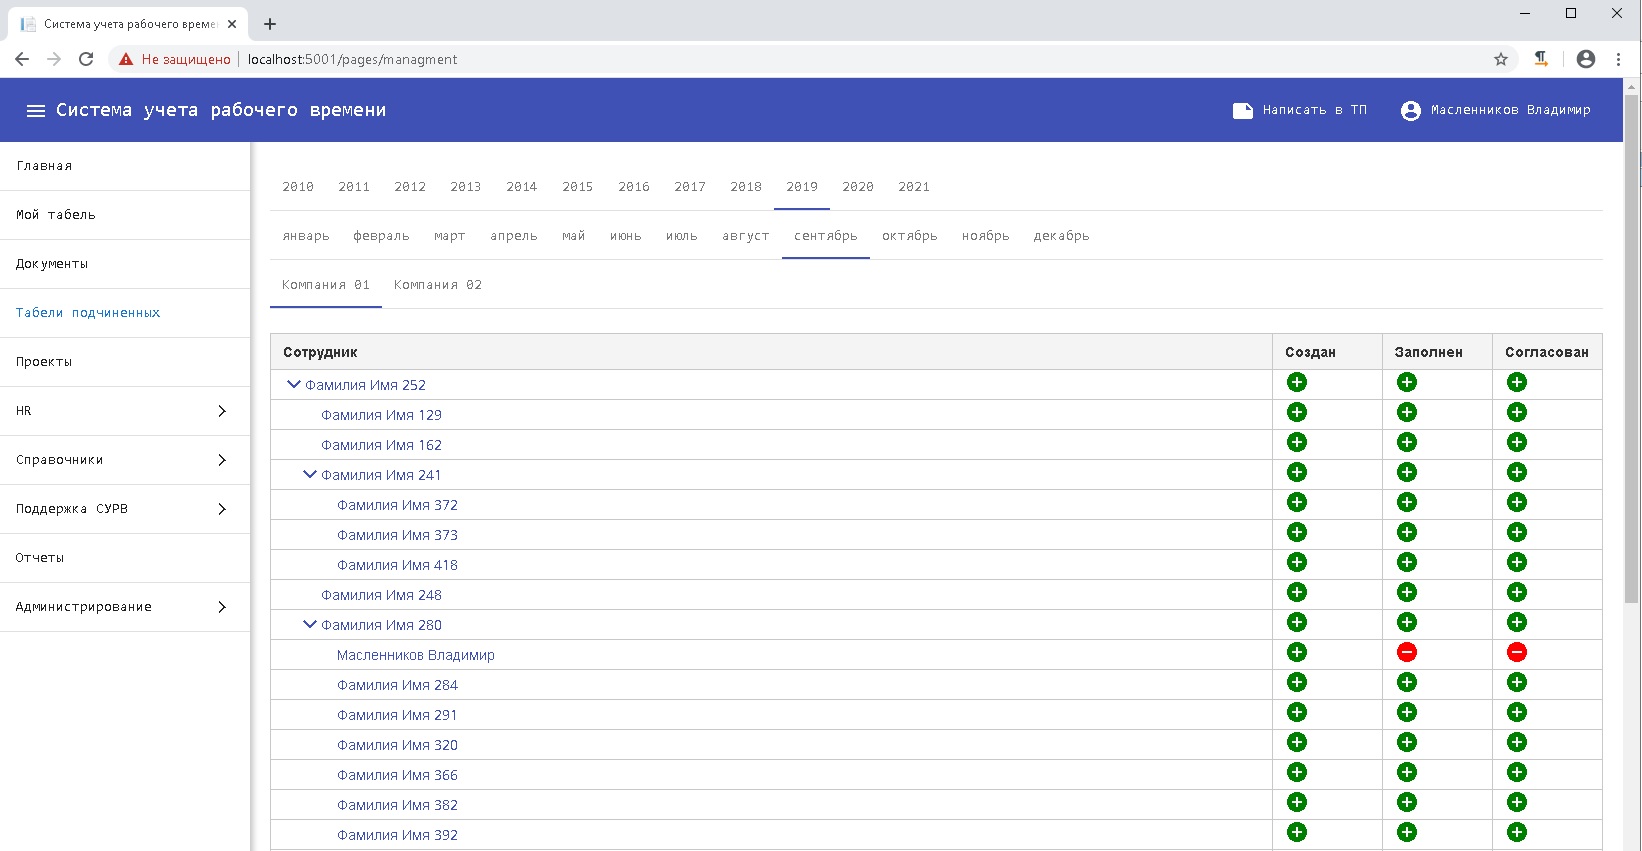 Система учета рабочего време
Не защищено localhost:5001/pages/managment
Система учета рабочего времени Написать в ТП Масленников Владимир
Главная
Мой табель
Документы
Табели подчиненных
Проекты
HR
Справочники
Поддержка СУРВ
Отчеты
Администрирование
2010 2011 2012 2013 2014 2015 2016 2017 2018 2019 2020 2021
январь февраль март апрель май июнь июль август сентябрь октябрь ноябрь декабрь
Компания 01 Компания 02
Сотрудник Создан Заполнен Согласован
Фамилия Имя 252
Фамилия Имя 129
Фамилия Имя 162
Фамилия Имя 241
Фамилия Имя 372
Фамилия Имя 373
Фамилия Имя 418
Фамилия Имя 248
Фамилия Имя 280
Масленников Владимир
Фамилия Имя 284
Фамилия Имя 291
Фамилия Имя 320
Фамилия Имя 366
Фамилия Имя 382
Фамилия Имя 392